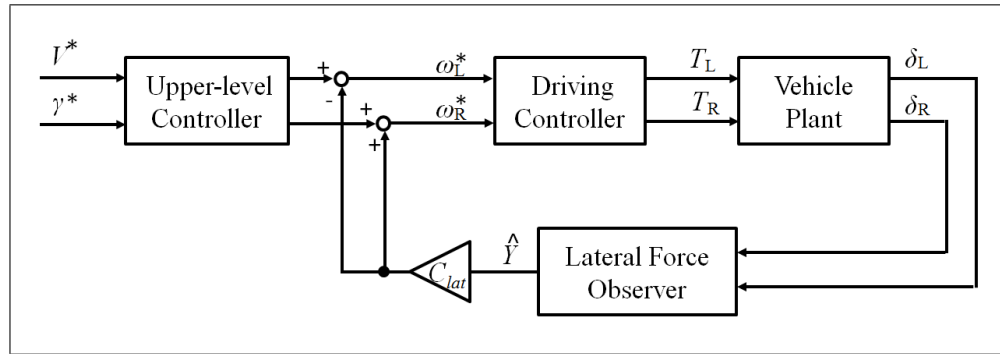 V*
γ*
Upper-level
Controller
+
-
+
+
ω*L
ω*R
Driving
Controller
TL
TR
Vehicle
Plant
δL
δR
Clat
Ŷ
Lateral Force
Observer